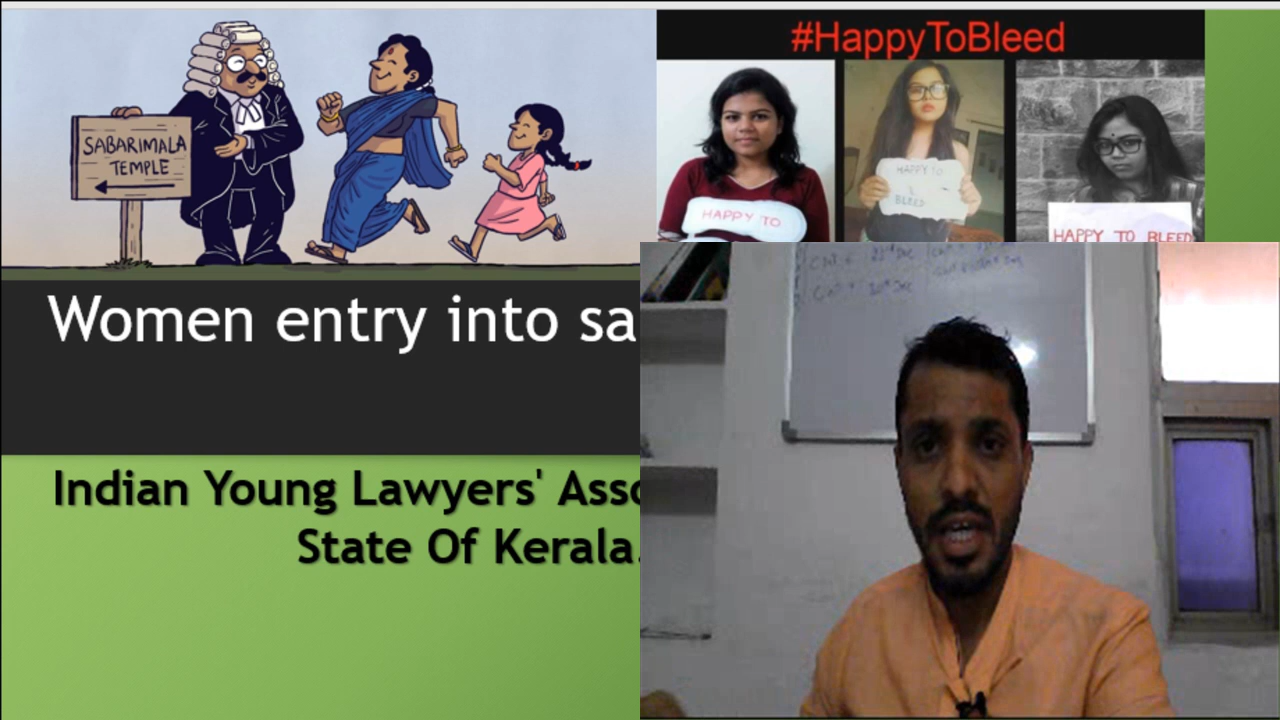 #HappyToBleed
SABARIMALA
TEMPLE
HAPPY TO
HAPPY TO
BLEED
HAPPY TO BLEED
Women entry into sa
Indian Young Lawyers' Asso
State Of Kerala.